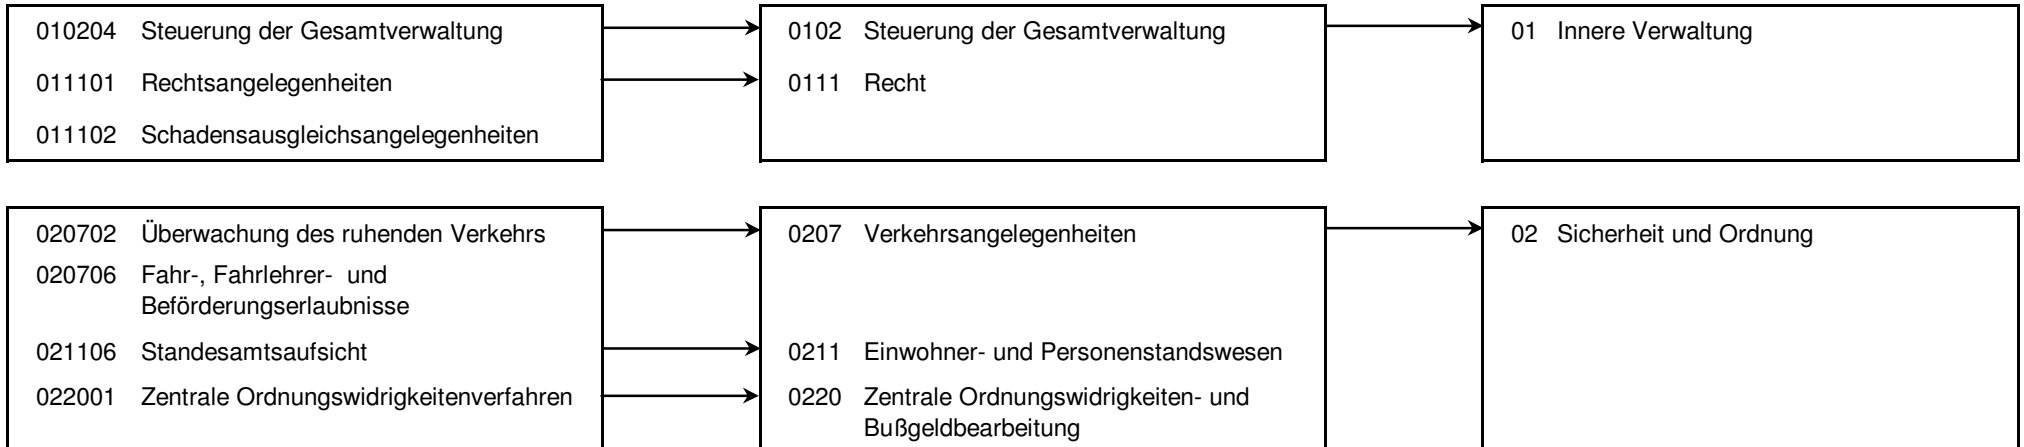 010204 Steuerung der Gesamtverwaltung 0102 Steuerung der Gesamtverwaltung 01 Innere Verwaltung
011101 Rechtsangelegenheiten 0111 Recht
011102 Schadensausgleichsangelegenheiten
020702 Überwachung des ruhenden Verkehrs 0207 Verkehrsangelegenheiten 02 Sicherheit und Ordnung
020706 Fahr-, Fahrlehrer- und
Beförderungserlaubnisse
021106 Standesamtsaufsicht 0211 Einwohner- und Personenstandswesen
022001 Zentrale Ordnungswidrigkeitenverfahren 0220 Zentrale Ordnungswidrigkeiten- und
Bußgeldbearbeitung